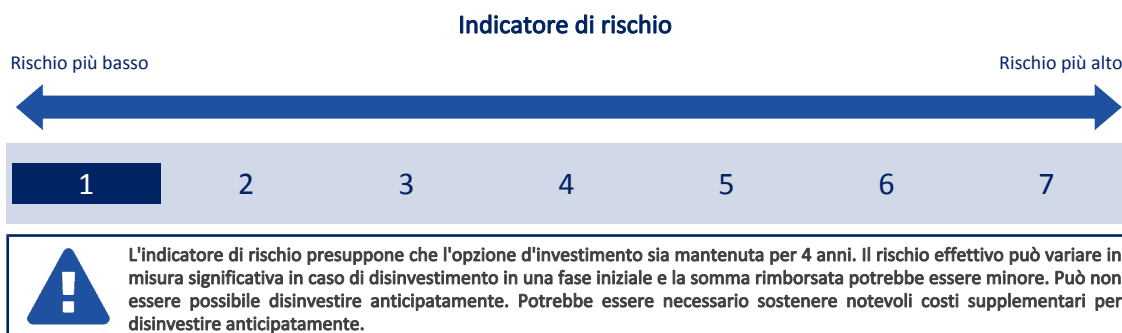 Indicatore di rischio
Rischio più basso
Rischio più alto
1 2 3 4 5 6 7
L'indicatore di rischio presuppone che l'opzione d'investimento sia mantenuta per 4 anni. Il rischio effettivo può variare in
misura significativa in caso di disinvestimento in una fase iniziale e la somma rimborsata potrebbe essere minore. Può non
essere possibile disinvestire anticipatamente. Potrebbe essere necessario sostenere notevoli costi supplementari per
disinvestire anticipatamente.